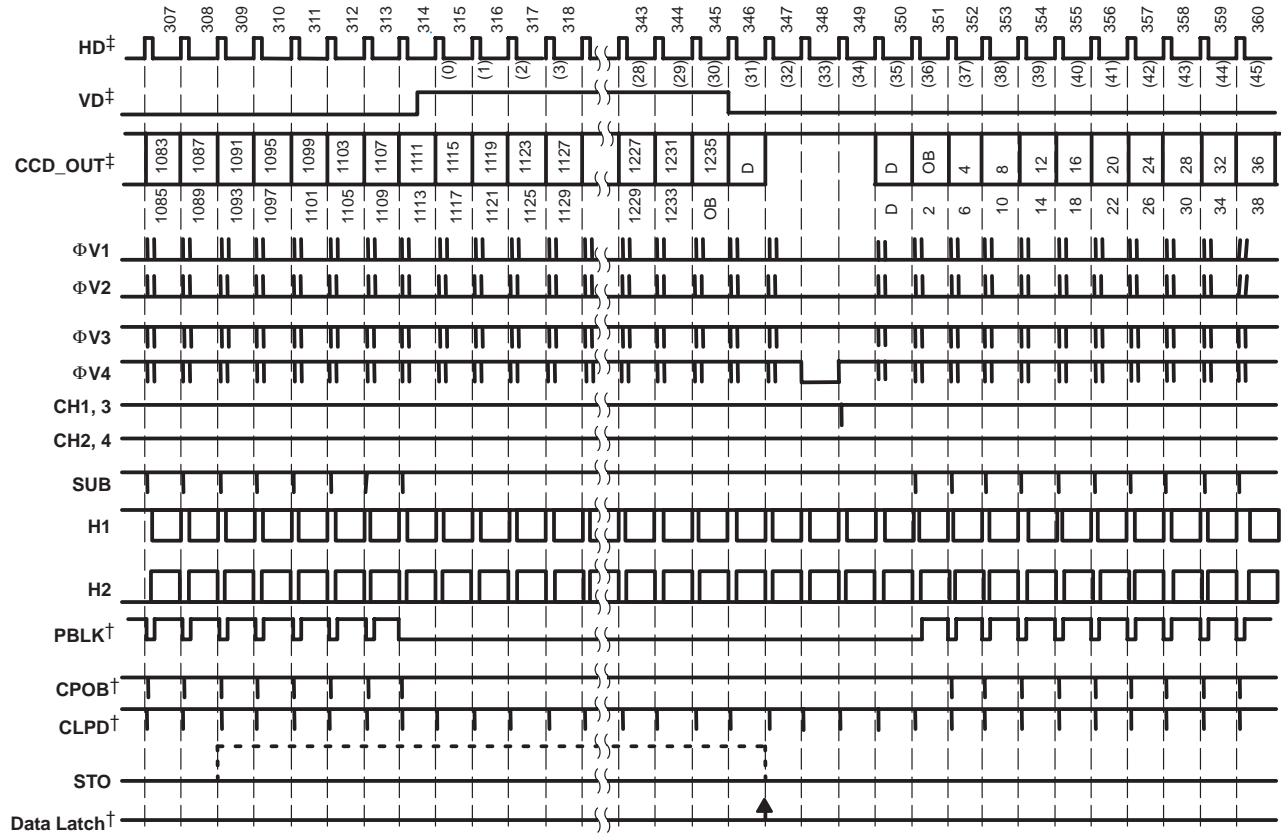 307 308 309 310 311 312 313 314 315 316 317 318 343 344 345 346 347 348 349 350 351 352 353 354 355 356 357 358 359 360
HD‡
(0) (1) (2) (3) (28) (29) (30) (31) (32) (33) (34) (35) (36) (37) (38) (39) (40) (41) (42) (43) (44) (45)
VD‡
CCD_OUT‡
1083 1087 1091 1095 1099 1103 1107 1111 1115 1119 1123 1127 1227 1231 1235 D D OB 4 8 12 16 20 24 28 32 36
1085 1089 1093 1097 1101 1105 1109 1113 1117 1121 1125 1129 1229 1233 OB D 2 6 10 14 18 22 26 30 34 38
ΦV1
ΦV2
ΦV3
ΦV4
CH1, 3
CH2, 4
SUB
H1
H2
PBLK†
CPOB†
CLPD†
STO
Data Latch†